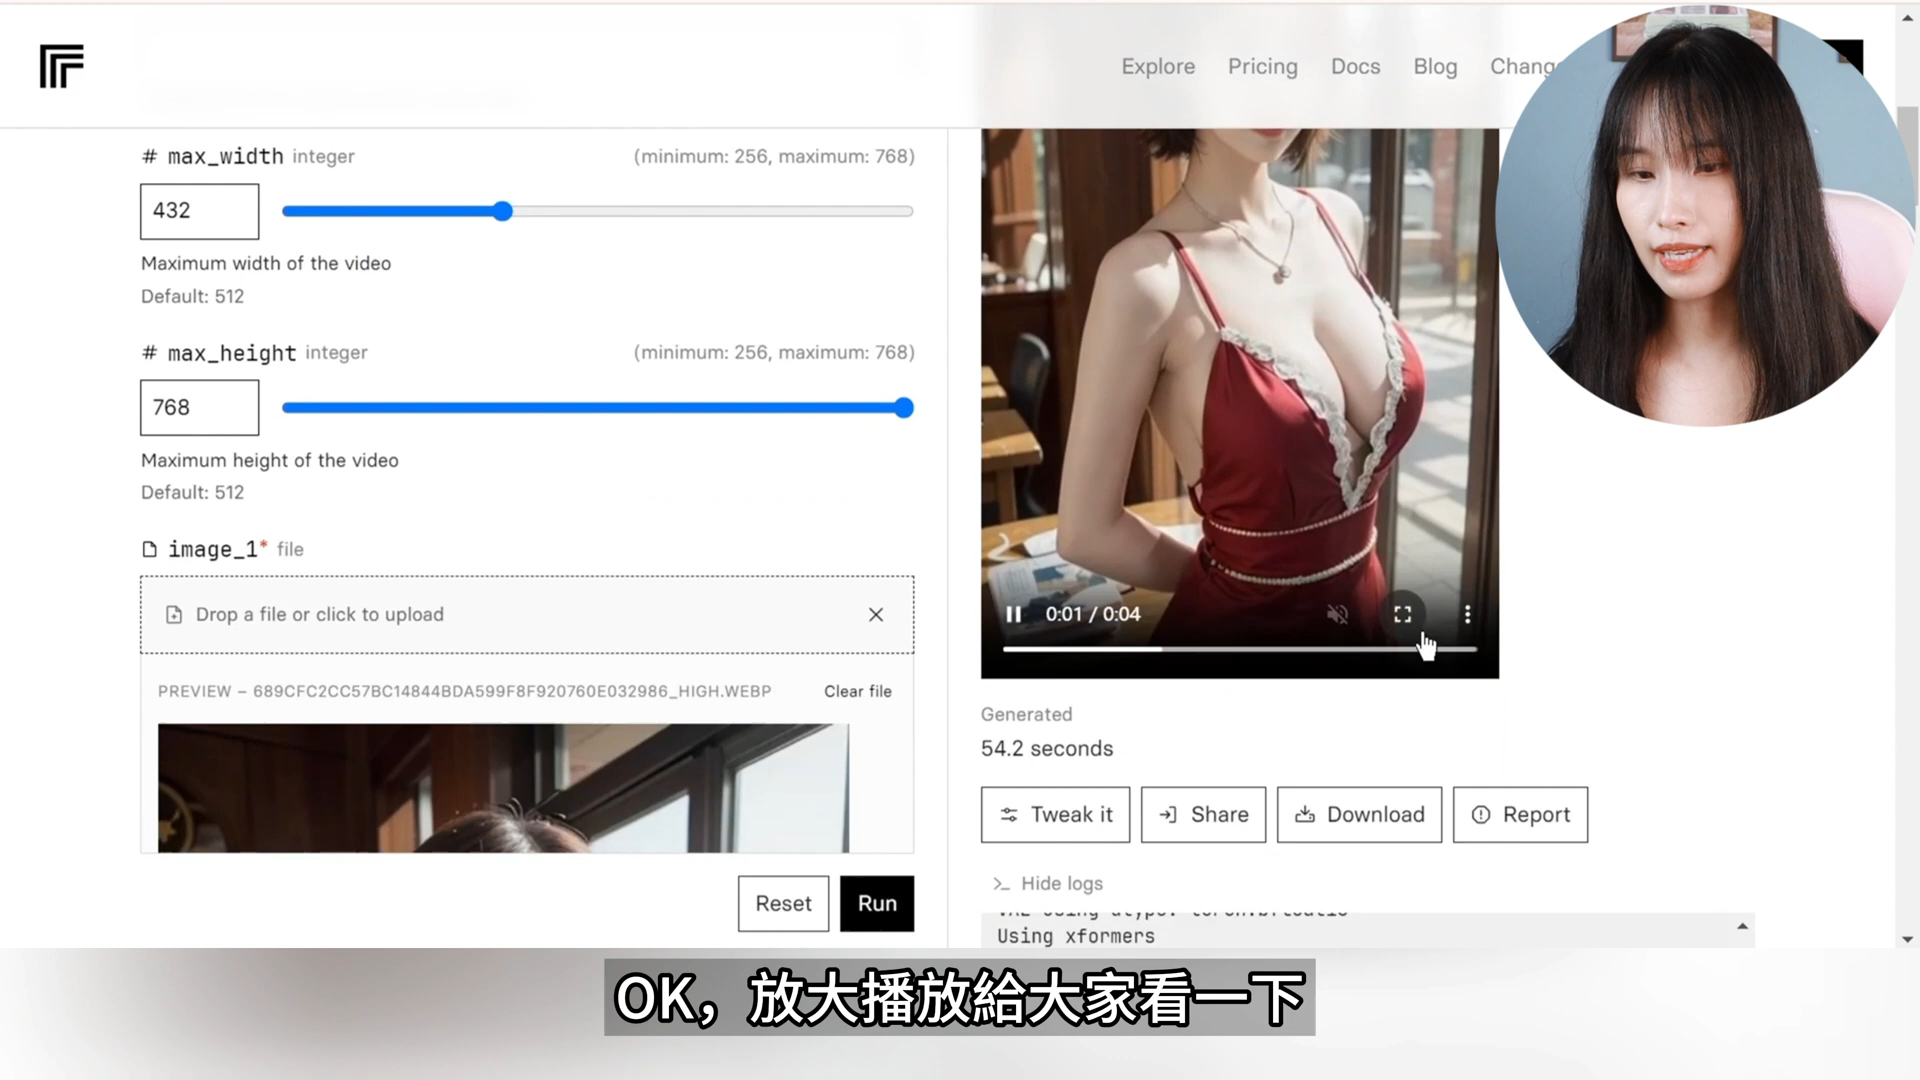 Explore Pricing Docs Blog Chang
# max_width integer (minimum: 256, maximum: 768)
432
Maximum width of the video
Default: 512
# max_height integer (minimum: 256, maximum: 768)
768
Maximum height of the video
Default: 512
image_1* file
Drop a file or click to upload
PREVIEW – 689CFC2CC57BC14844BDA599F8F920760E032986_HIGH.WEBP Clear file
Reset Run
0:01 / 0:04
Generated
54.2 seconds
Tweak it Share Download Report
>_ Hide logs
Using xformers
OK，放大播放給大家看一下